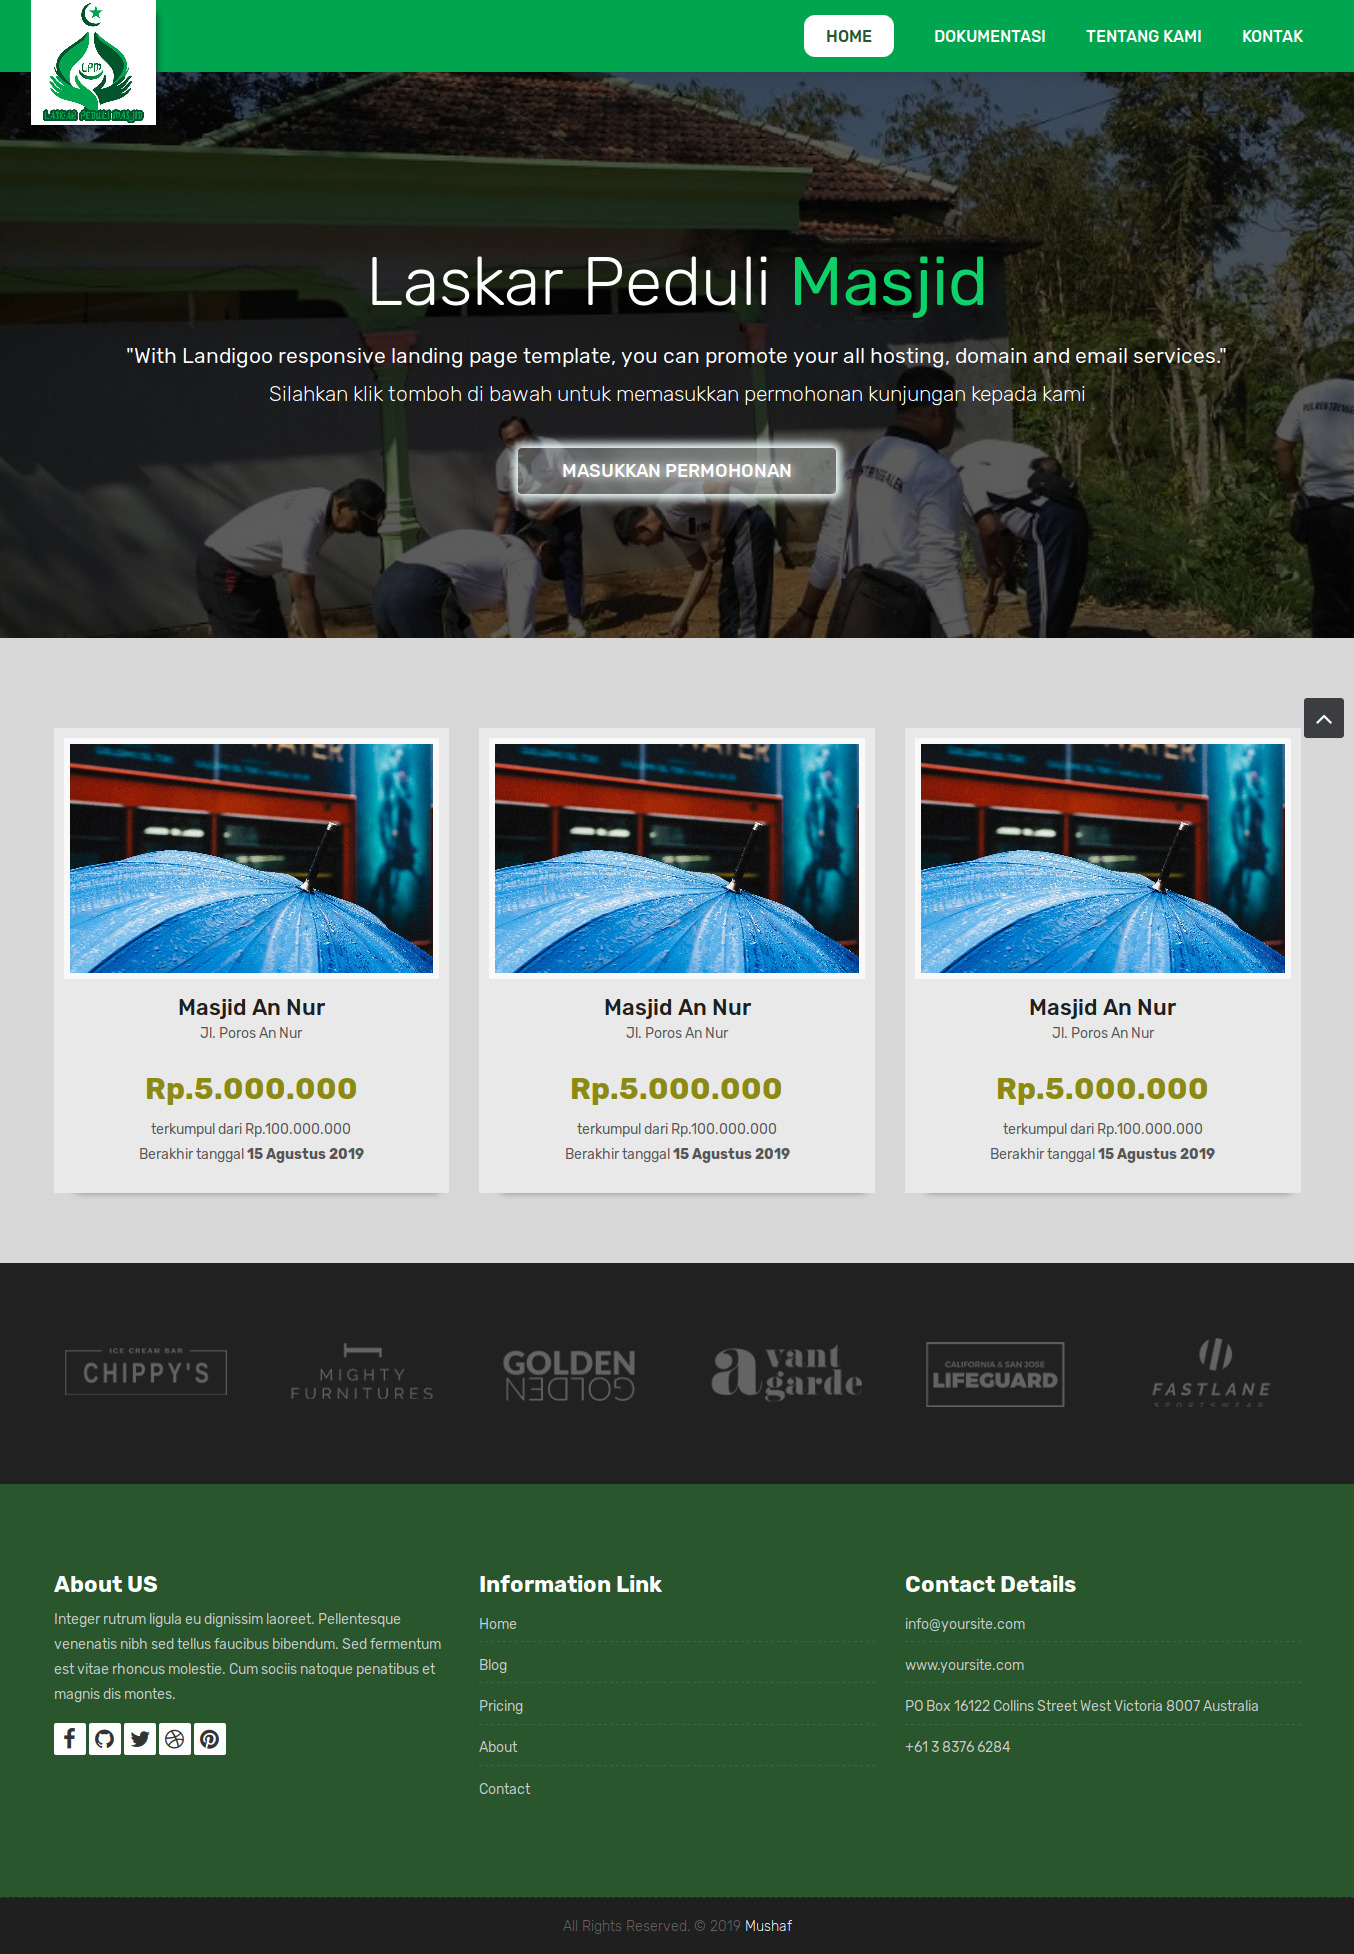 LPM
LASKAR PEDULI MASJID
HOME
DOKUMENTASI
TENTANG KAMI
KONTAK
Laskar Peduli Masjid
"With Landigoo responsive landing page template, you can promote your all hosting, domain and email services."
Silahkan klik tomboh di bawah untuk memasukkan permohonan kunjungan kepada kami
MASUKKAN PERMOHONAN
Masjid An Nur
Jl. Poros An Nur
Rp.5.000.000
terkumpul dari Rp.100.000.000
Berakhir tanggal 15 Agustus 2019
Masjid An Nur
Jl. Poros An Nur
Rp.5.000.000
terkumpul dari Rp.100.000.000
Berakhir tanggal 15 Agustus 2019
Masjid An Nur
Jl. Poros An Nur
Rp.5.000.000
terkumpul dari Rp.100.000.000
Berakhir tanggal 15 Agustus 2019
ICE CREAM BAR
CHIPPY'S
MIGHTY
FURNITURES
GOLDEN
GOLDEN
avant
garde
CALIFORNIA & SAN JOSE
LIFEGUARD
FASTLANE
SPORTSWEAR
About US
Integer rutrum ligula eu dignissim laoreet. Pellentesque
venenatis nibh sed tellus faucibus bibendum. Sed fermentum
est vitae rhoncus molestie. Cum sociis natoque penatibus et
magnis dis montes.
Information Link
Home
Blog
Pricing
About
Contact
Contact Details
info@yoursite.com
www.yoursite.com
PO Box 16122 Collins Street West Victoria 8007 Australia
+61 3 8376 6284
All Rights Reserved. © 2019 Mushaf